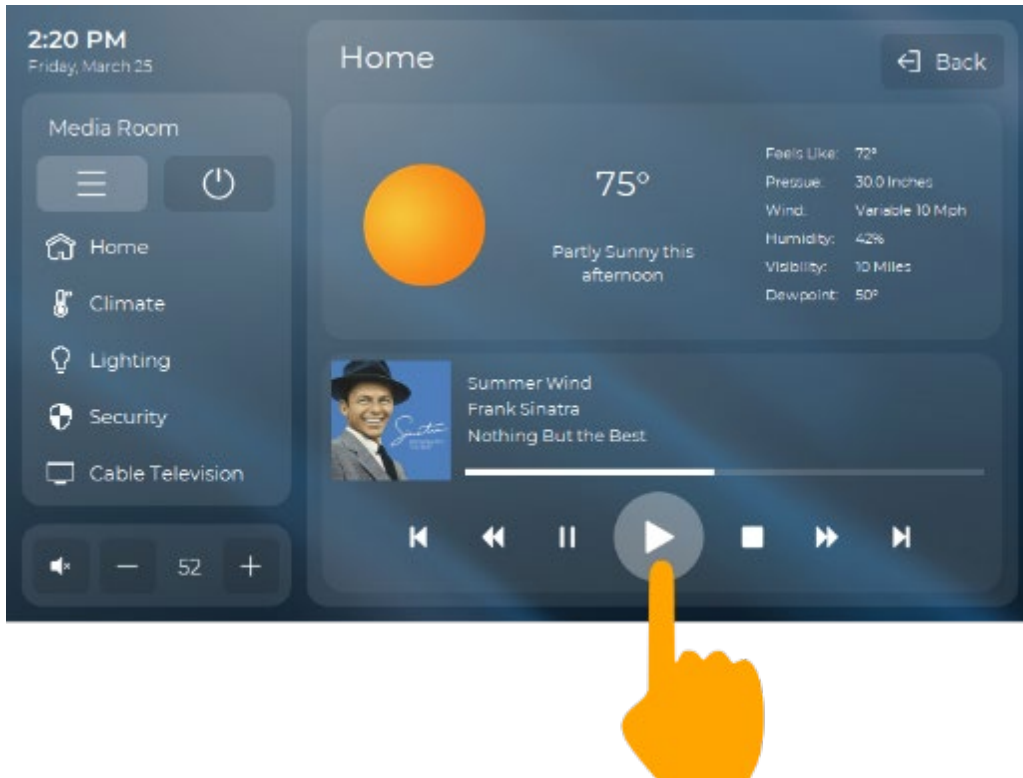 2:20 PM
Friday, March 25
Media Room
Home
Climate
Lighting
Security
Cable Television
52
Home
Back
75°
Partly Sunny this
afternoon
Feels Like: 72°
Pressue: 30.0 Inches
Wind: Variable 10 Mph
Humidity: 42%
Visibility: 10 Miles
Dewpoint: 50°
Sinatra
Summer Wind
Frank Sinatra
Nothing But the Best